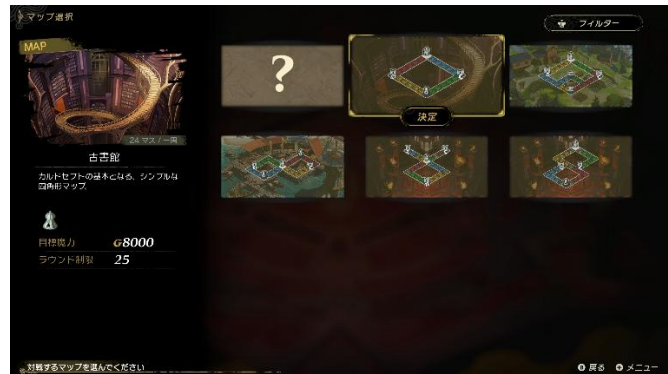 マップ選択
フィルター
MAP
?
決定
24 マス / 一周
古書館
カルドセプトの基本となる、シンプルな
四角形マップ
目標魔力 G8000
ラウンド制限 25
対戦するマップを選んでください
戻る
メニュー